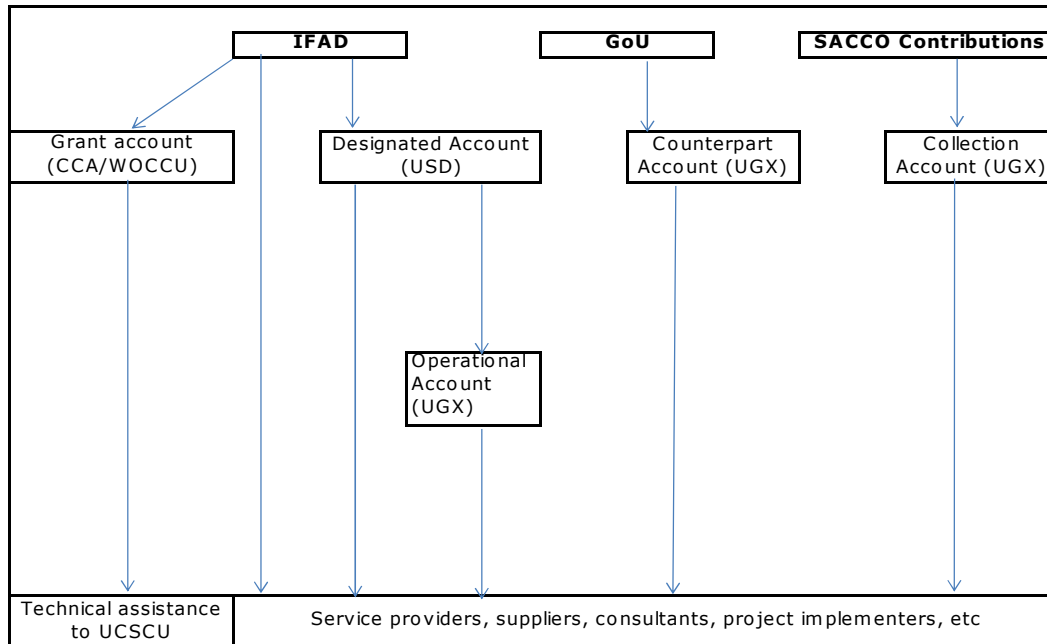 IFAD
GoU
SACCO Contributions
Grant account
(CCA/WOCCU)
Designated Account
(USD)
Counterpart
Account (UGX)
Collection
Account (UGX)
Operational
Account
(UGX)
Technical assistance
to UCSCU
Service providers, suppliers, consultants, project implementers, etc